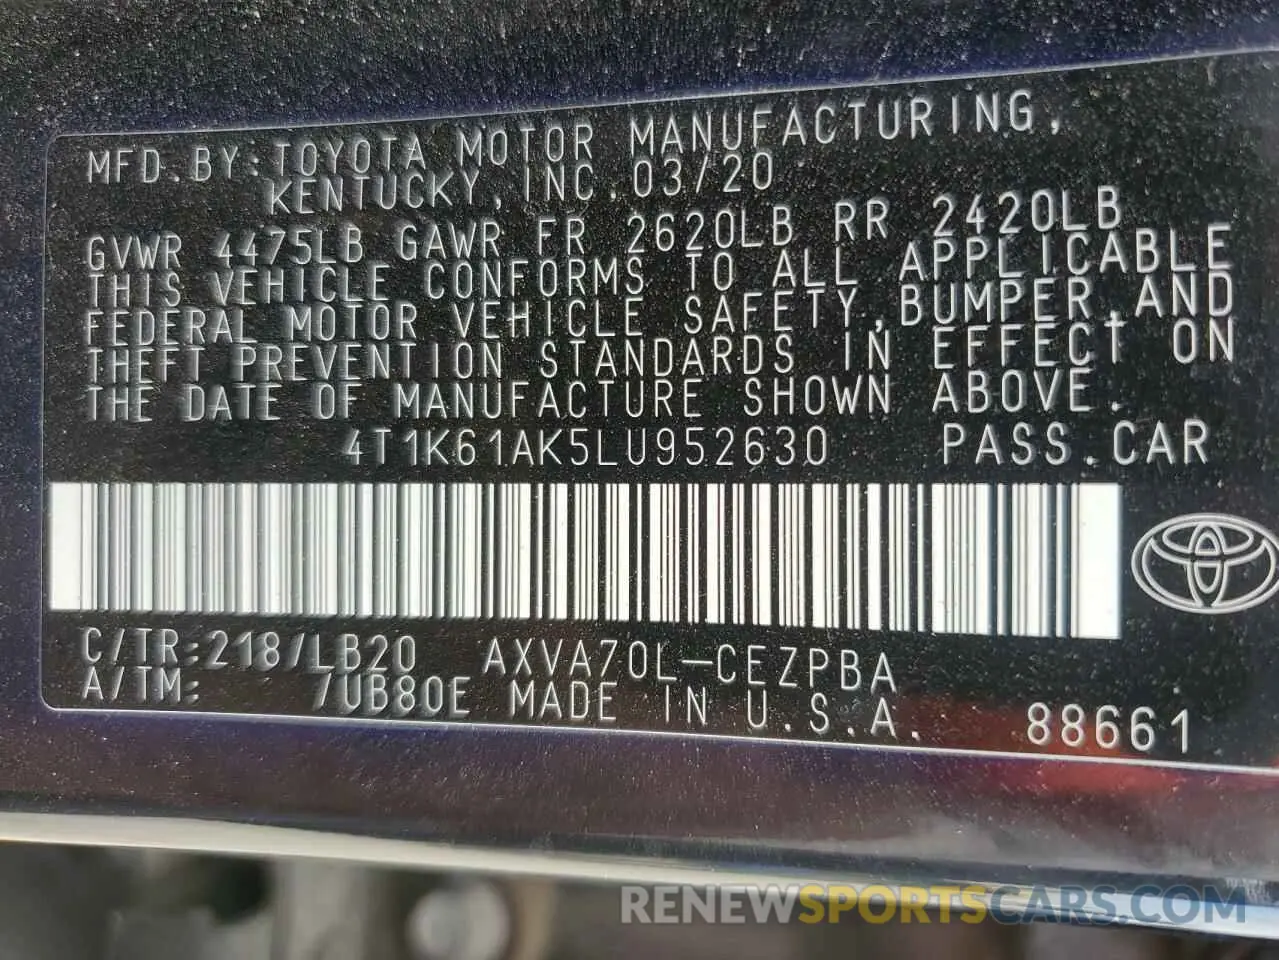 MFD.BY:TOYOTA MOTOR MANUFACTURING,
KENTUCKY, INC.03/20
GVWR 4475LB GAWR FR 2620LB RR 2420LB
THIS VEHICLE CONFORMS TO ALL APPLICABLE
FEDERAL MOTOR VEHICLE SAFETY,BUMPER,AND
THEFT PREVENTION STANDARDS IN EFFECT ON
THE DATE OF MANUFACTURE SHOWN ABOVE.
4T1K61AK5LU952630 PASS.CAR
C/TR:218/LB20 AXVA70L-CEZPBA
A/TM: /UB80E MADE IN U.S.A.
88661
RENEWSPORTSCARS.COM